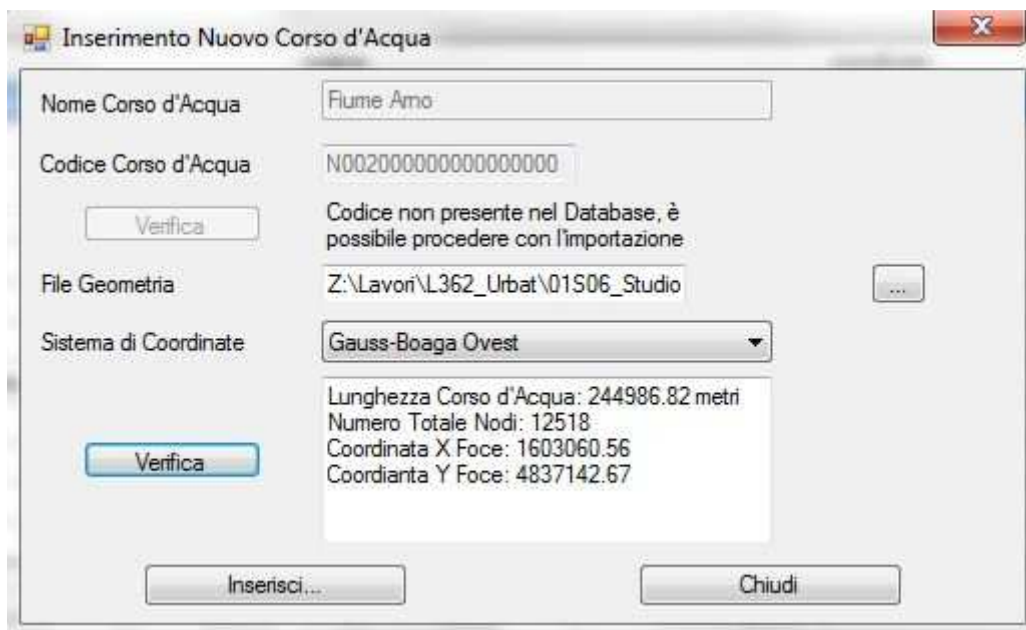 Inserimento Nuovo Corso d'Acqua
Nome Corso d'Acqua
Fiume Arno
Codice Corso d'Acqua
N002000000000000000
Verifica
Codice non presente nel Database, è
possibile procedere con l'importazione
File Geometria
Z:\Lavori\L362_Urbat\01S06_Studio
...
Sistema di Coordinate
Gauss-Boaga Ovest
Lunghezza Corso d'Acqua: 244986.82 metri
Numero Totale Nodi: 12518
Coordinata X Foce: 1603060.56
Coordianta Y Foce: 4837142.67
Verifica
Inserisci...
Chiudi